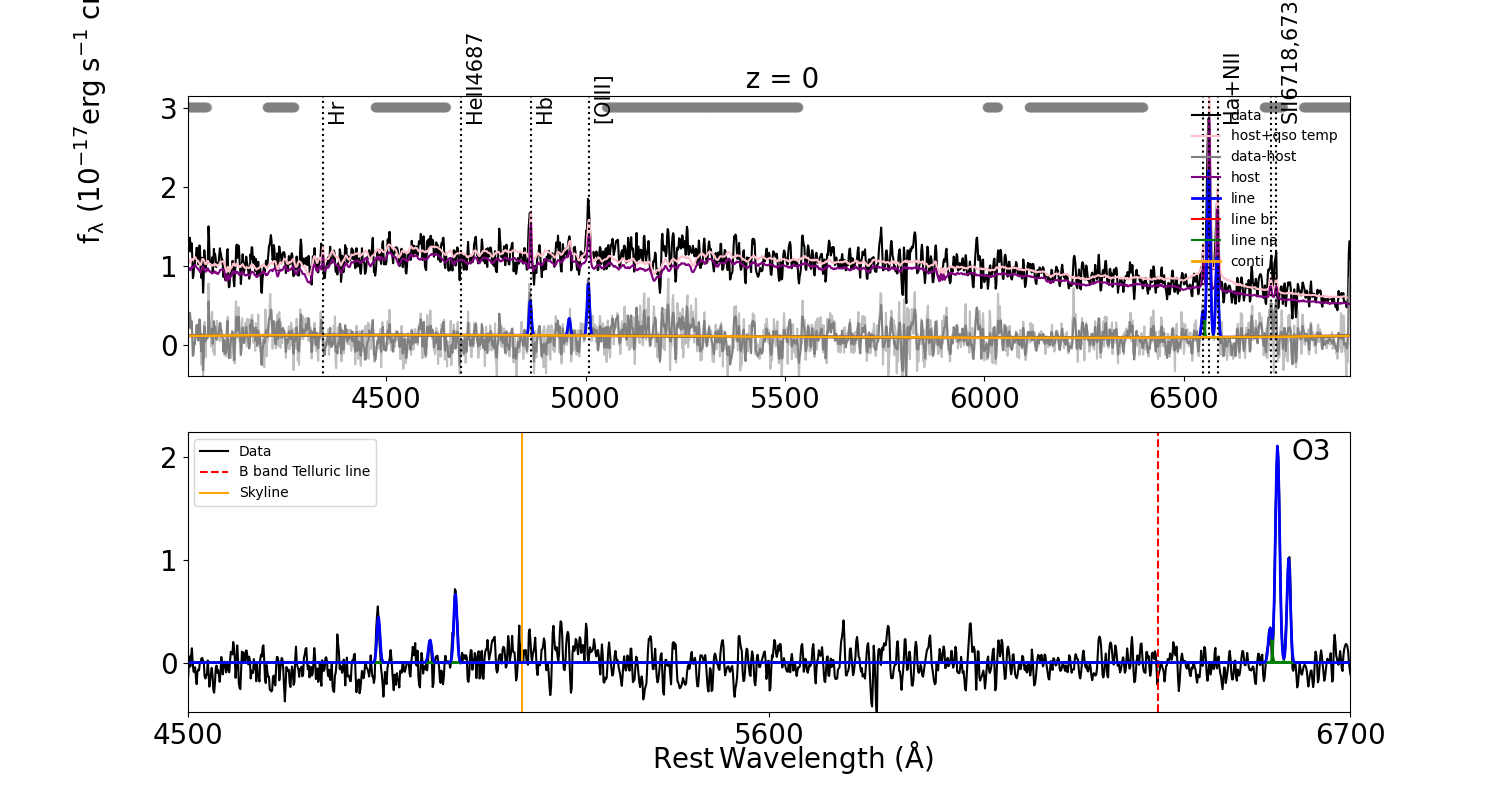 z = 0
f_λ (10^{−17}erg s^{−1}
Hr
HeII4687
Hb
[OIII]
Ha+NII
SII6718,673
3
2
1
0
data
host+qso temp
data-host
host
line
line br
line na
conti
4500
5000
5500
6000
6500
Data
B band Telluric line
Skyline
O3
2
1
0
4500
5600
6700
Rest Wavelength (Å)